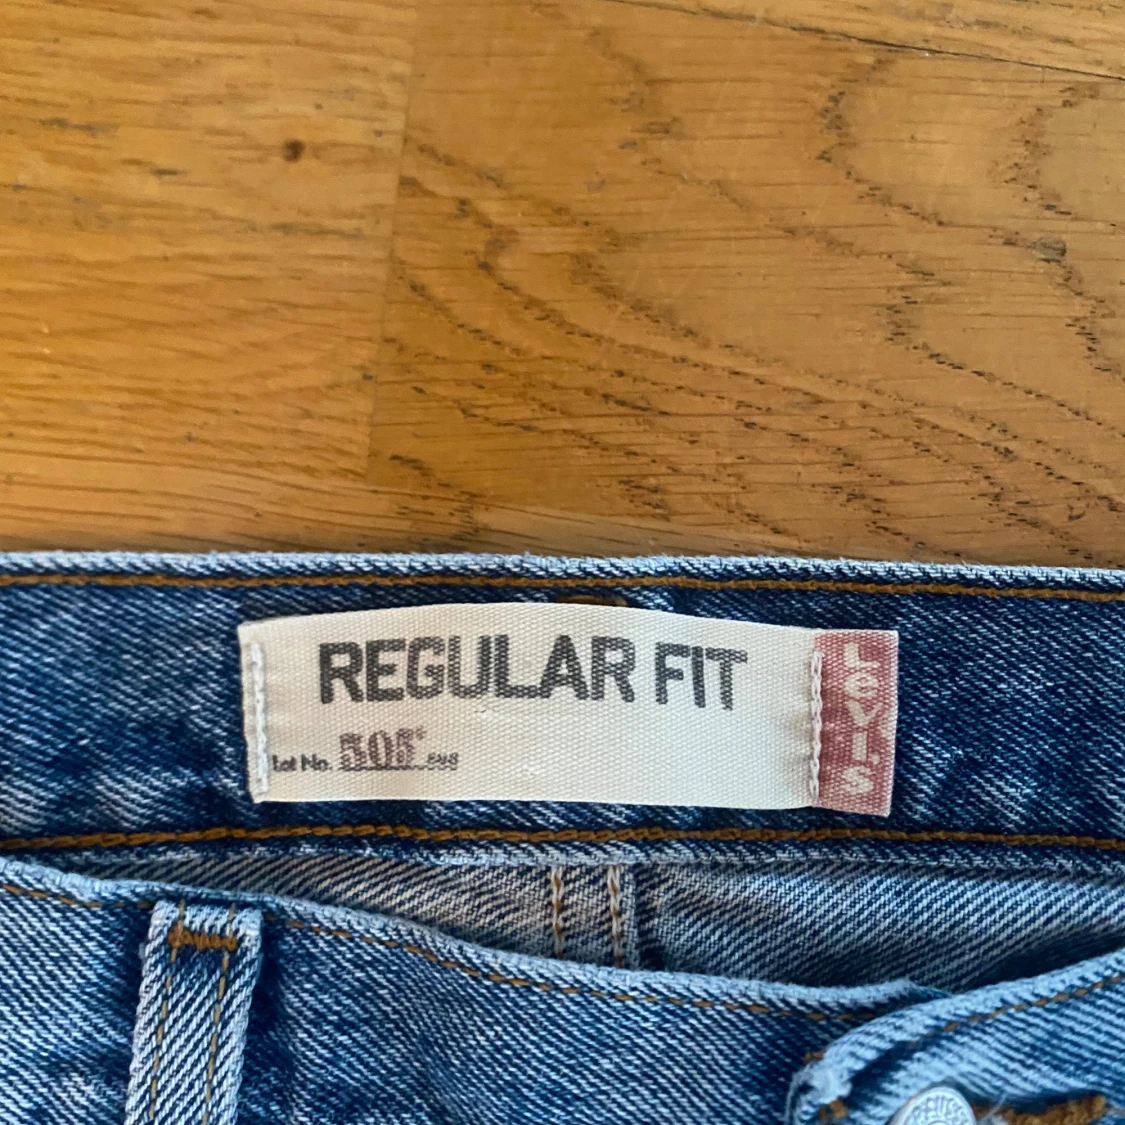 REGULAR FIT
Lot No. 505®
LeVI.S